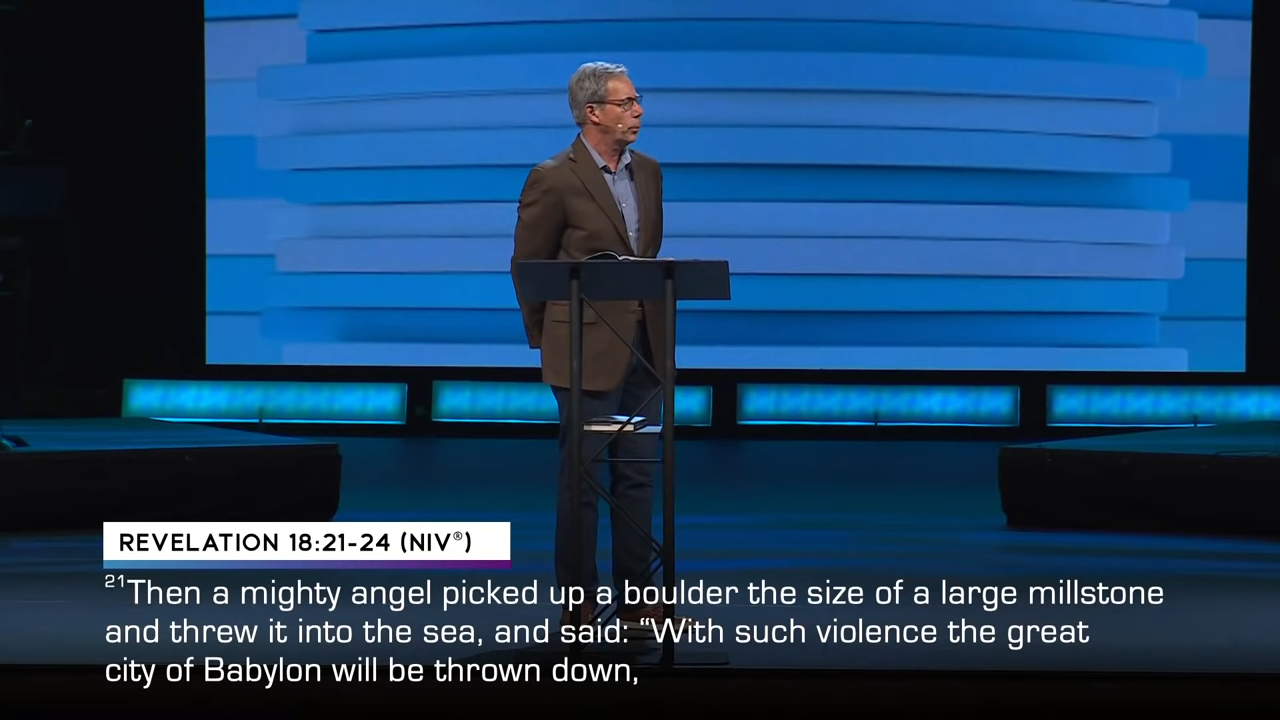 REVELATION 18:21-24 (NIV®)
²¹Then a mighty angel picked up a boulder the size of a large millstone
and threw it into the sea, and said: “With such violence the great
city of Babylon will be thrown down,